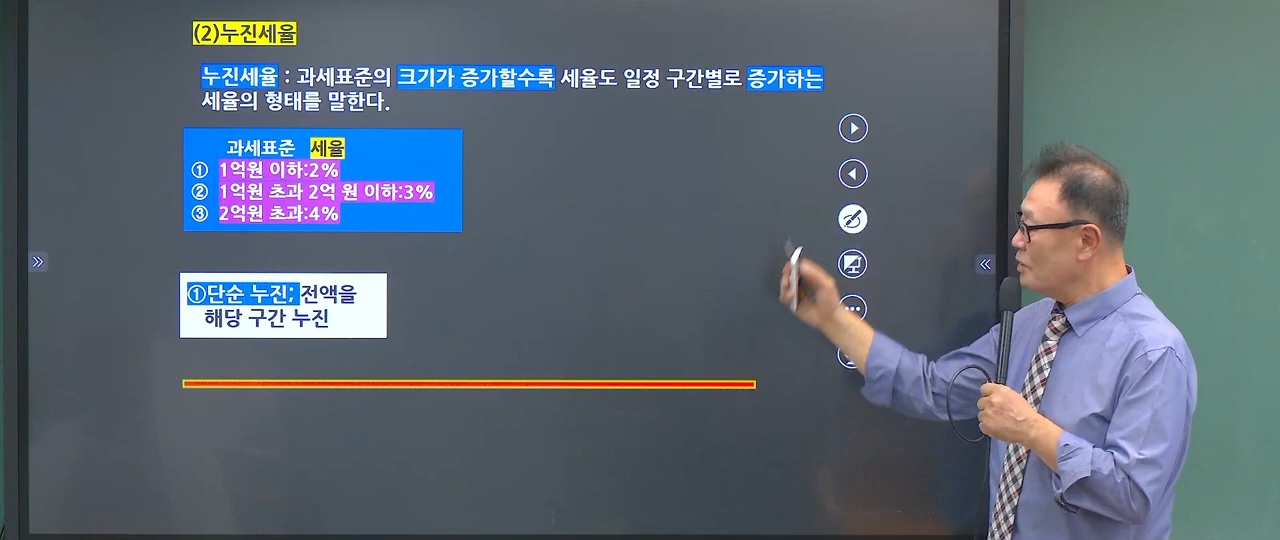 (2)누진세율
누진세율 : 과세표준의 크기가 증가할수록 세율도 일정 구간별로 증가하는
세율의 형태를 말한다.
과세표준 세율
① 1억원 이하:2%
② 1억원 초과 2억 원 이하:3%
③ 2억원 초과:4%
①단순 누진; 전액을
해당 구간 누진